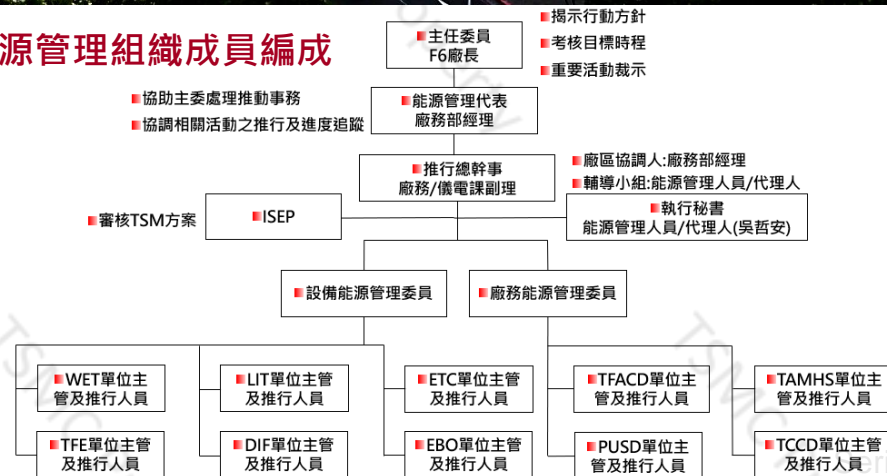 源管理組織成員編成
主任委員
F6廠長
揭示行動方針
考核目標時程
重要活動裁示
協助主委處理推動事務
協調相關活動之推行及進度追蹤
能源管理代表
廠務部經理
推行總幹事
廠務/儀電課副理
廠區協調人:廠務部經理
輔導小組:能源管理人員/代理人
審核TSM方案
ISEP
執行秘書
能源管理人員/代理人(吳哲安)
設備能源管理委員
廠務能源管理委員
WET單位主
管及推行人員
LIT單位主管
及推行人員
ETC單位主管
及推行人員
TFACD單位主
管及推行人員
TAMHS單位主
管及推行人員
TFE單位主管
及推行人員
DIF單位主管
及推行人員
EBO單位主管
及推行人員
PUSD單位主
管及推行人員
TCCD單位主管
及推行人員